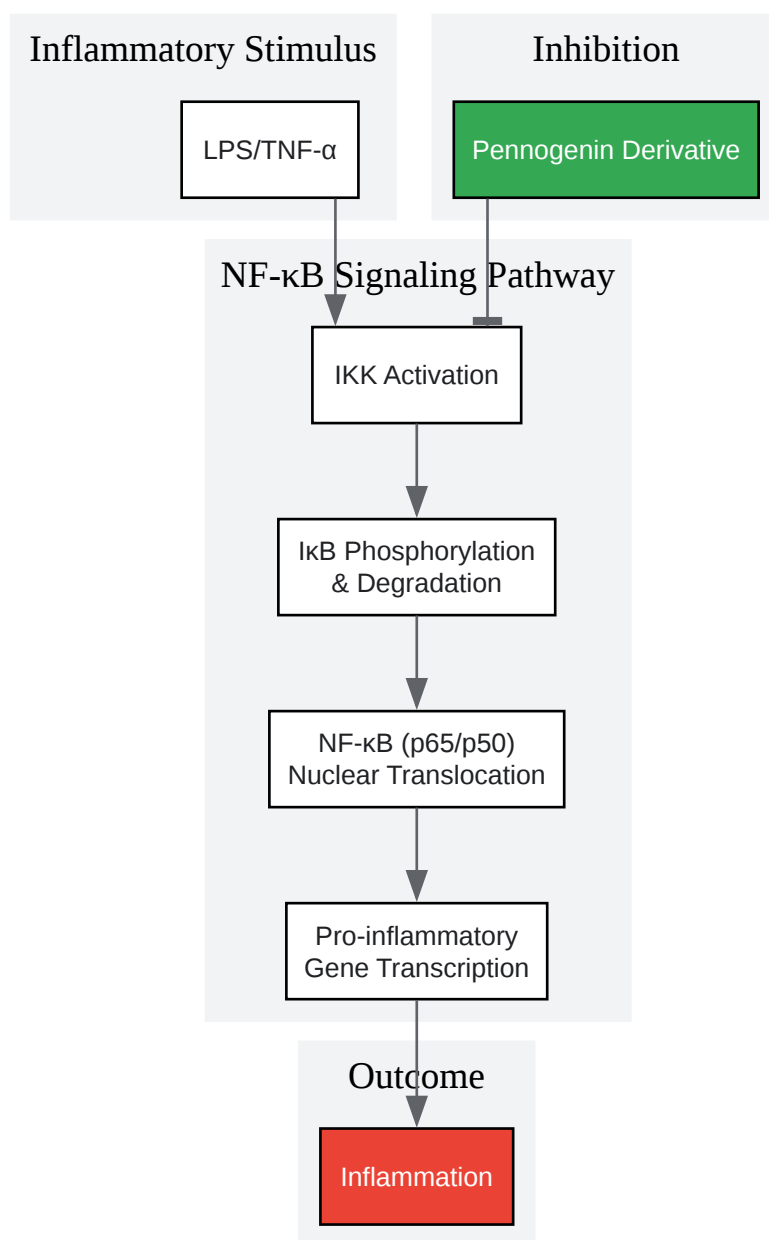 Inflammatory Stimulus
Inhibition
LPS/TNF-α
Pennogenin Derivative
NF-κB Signaling Pathway
IKK Activation
IκB Phosphorylation
& Degradation
NF-κB (p65/p50)
Nuclear Translocation
Pro-inflammatory
Gene Transcription
Outcome
Inflammation